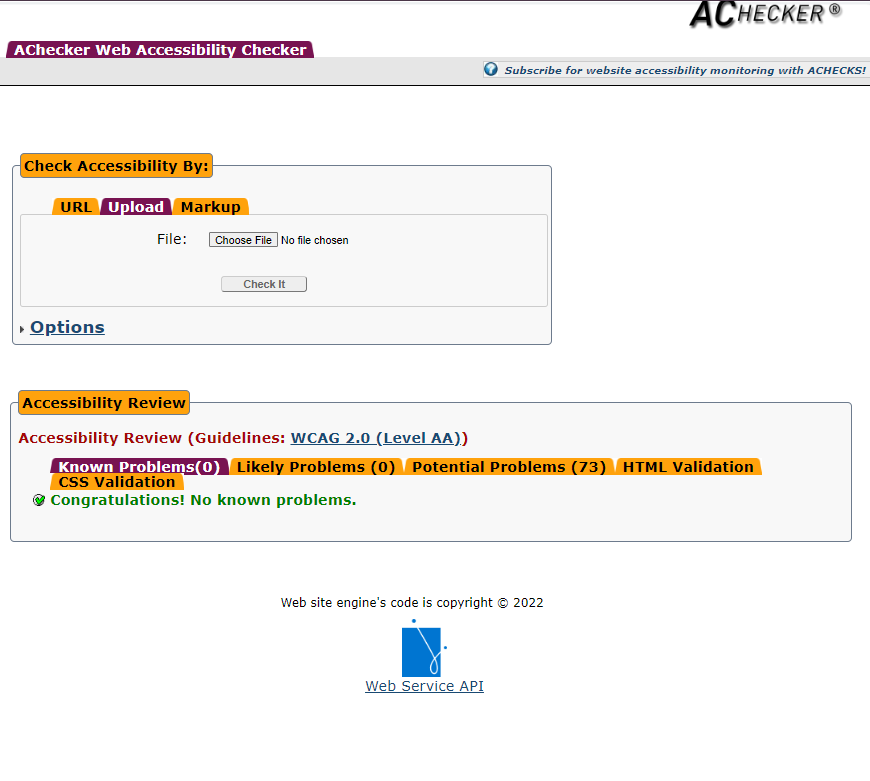 ACHECKER ®
AChecker Web Accessibility Checker
Subscribe for website accessibility monitoring with ACHECKS!
Check Accessibility By:
URL Upload Markup
File: Choose File No file chosen
Check It
Options
Accessibility Review
Accessibility Review (Guidelines: WCAG 2.0 (Level AA))
Known Problems(0) Likely Problems (0) Potential Problems (73) HTML Validation
CSS Validation
Congratulations! No known problems.
Web site engine's code is copyright © 2022
Web Service API